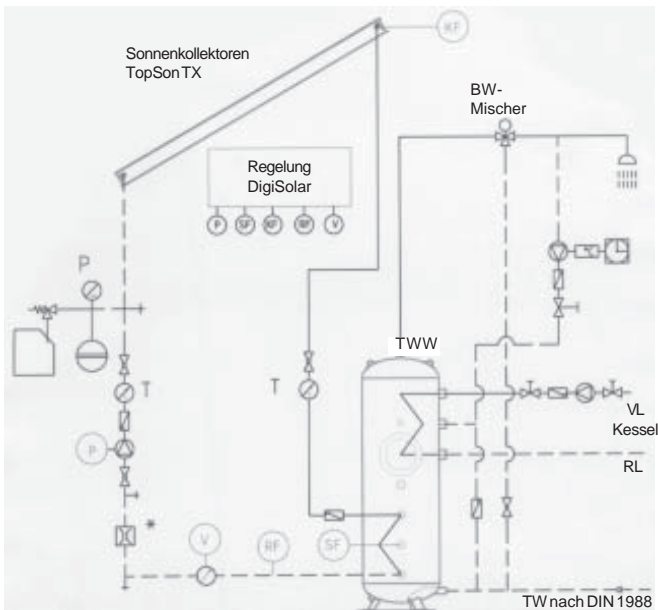 Sonnenkollektoren
TopSon TX
KF
BW-
Mischer
Regelung
DigiSolar
P
SF
KF
RF
V
P
T
T
TWW
VL
Kessel
RL
P
*
V
RF
SF
TW nach DIN 1988